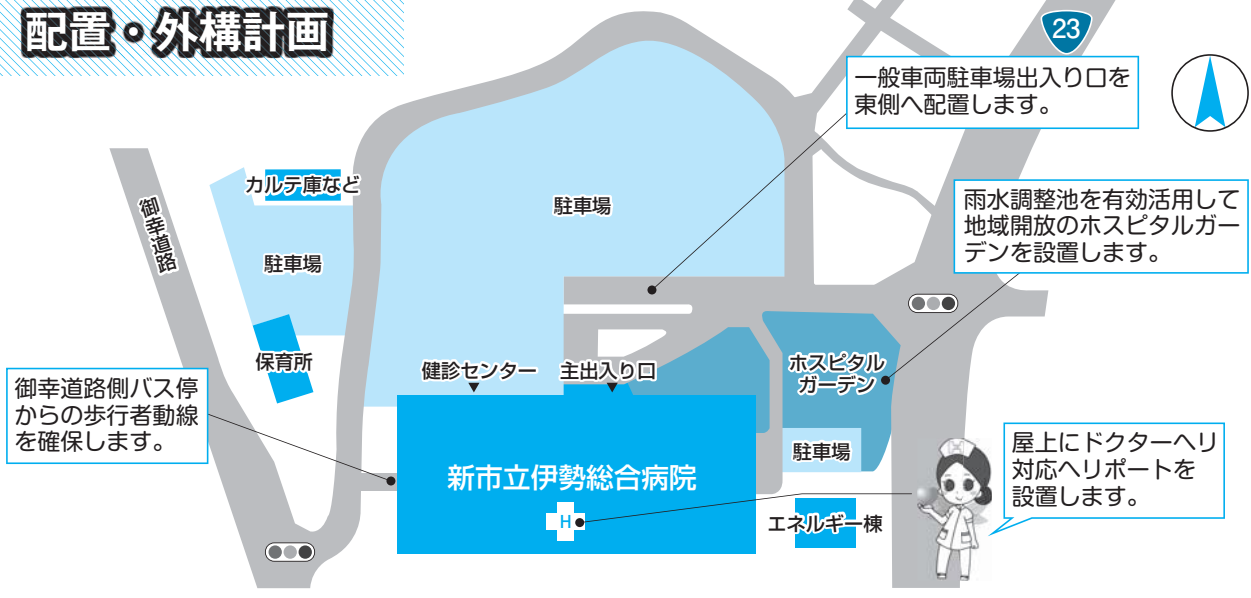 配置・外構計画
23
一般車両駐車場出入り口を
東側へ配置します。
カルテ庫など
駐車場
御幸道路
駐車場
雨水調整池を有効活用して
地域開放のホスピタルガー
デンを設置します。
保育所
健診センター
主出入り口
ホスピタル
ガーデン
御幸道路側バス停
からの歩行者動線
を確保します。
駐車場
屋上にドクターヘリ
対応ヘリポートを
設置します。
新市立伊勢総合病院
H
エネルギー棟